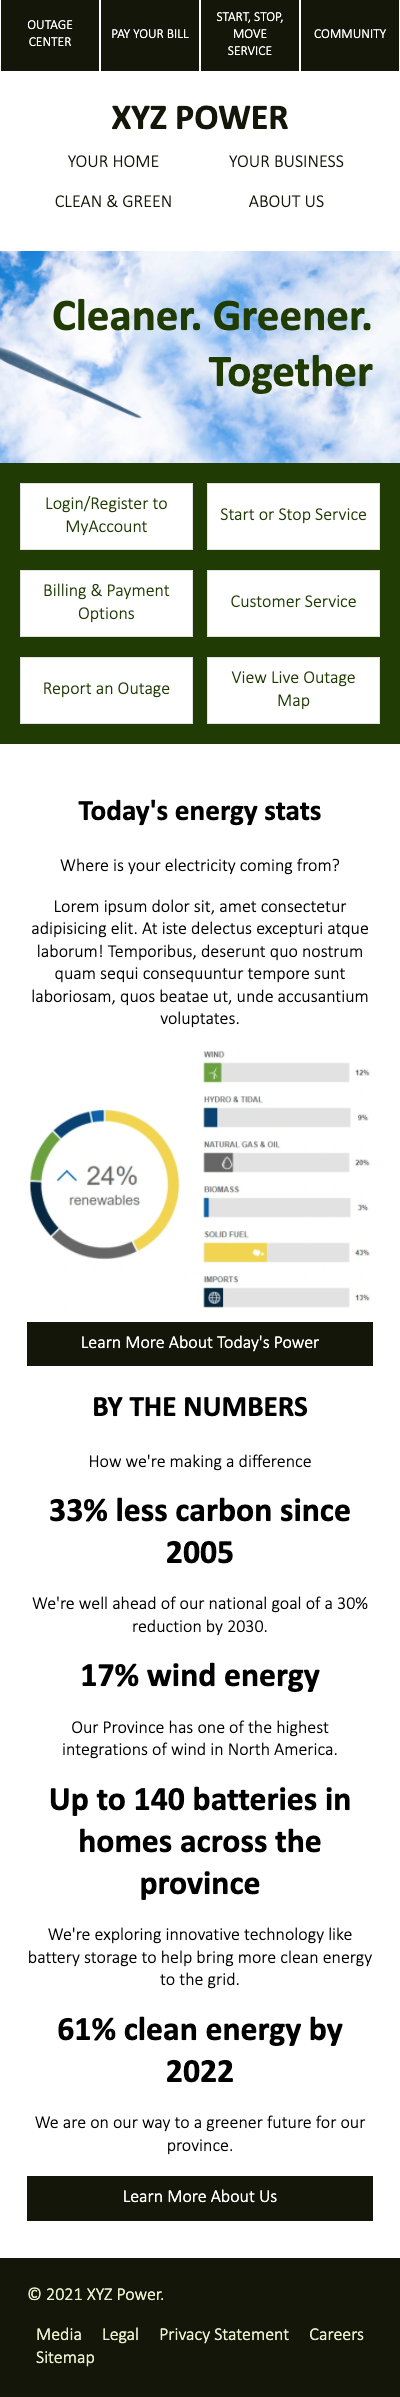 OUTAGE
CENTER
PAY YOUR BILL
START, STOP,
MOVE
SERVICE
COMMUNITY
XYZ POWER
YOUR HOME
YOUR BUSINESS
CLEAN & GREEN
ABOUT US
Cleaner. Greener.
Together
Login/Register to
MyAccount
Start or Stop Service
Billing & Payment
Options
Customer Service
Report an Outage
View Live Outage
Map
Today's energy stats
Where is your electricity coming from?
Lorem ipsum dolor sit, amet consectetur
adipisicing elit. At iste delectus excepturi atque
laborum! Temporibus, deserunt quo nostrum
quam sequi consequuntur tempore sunt
laboriosam, quos beatae ut, unde accusantium
voluptates.
24%
renewables
WIND
12%
HYDRO & TIDAL
9%
NATURAL GAS & OIL
20%
BIOMASS
3%
SOLID FUEL
43%
IMPORTS
13%
Learn More About Today's Power
BY THE NUMBERS
How we're making a difference
33% less carbon since
2005
We're well ahead of our national goal of a 30%
reduction by 2030.
17% wind energy
Our Province has one of the highest
integrations of wind in North America.
Up to 140 batteries in
homes across the
province
We're exploring innovative technology like
battery storage to help bring more clean energy
to the grid.
61% clean energy by
2022
We are on our way to a greener future for our
province.
Learn More About Us
© 2021 XYZ Power.
Media Legal Privacy Statement Careers
Sitemap